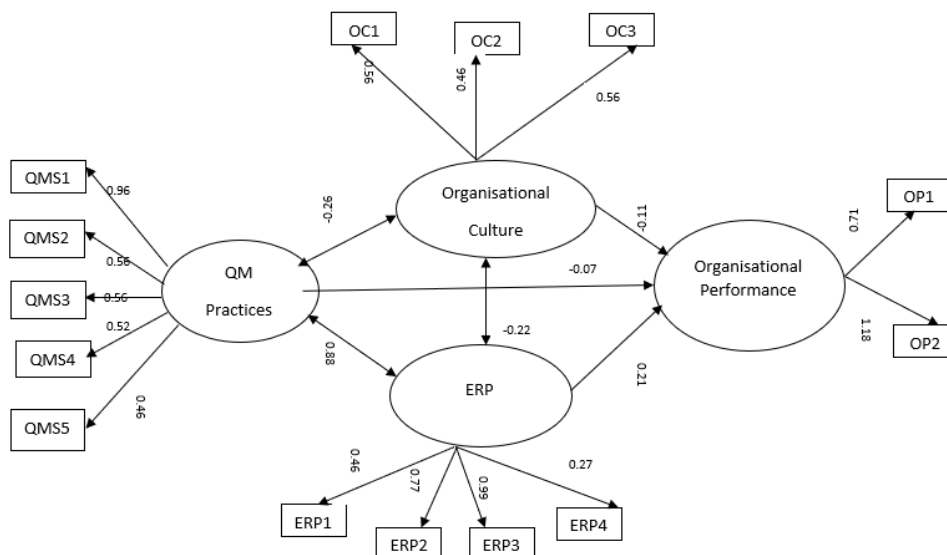 OC1
OC2
OC3
0.56
0.46
0.56
QMS1
QMS2
QMS3
QMS4
QMS5
0.96
0.56
0.56
0.52
0.46
QM
Practices
-0.26
Organisational
Culture
-0.11
-0.07
-0.22
0.88
ERP
0.21
Organisational
Performance
OP1
0.71
1.18
OP2
0.46
0.77
0.99
0.27
ERP1
ERP2
ERP3
ERP4